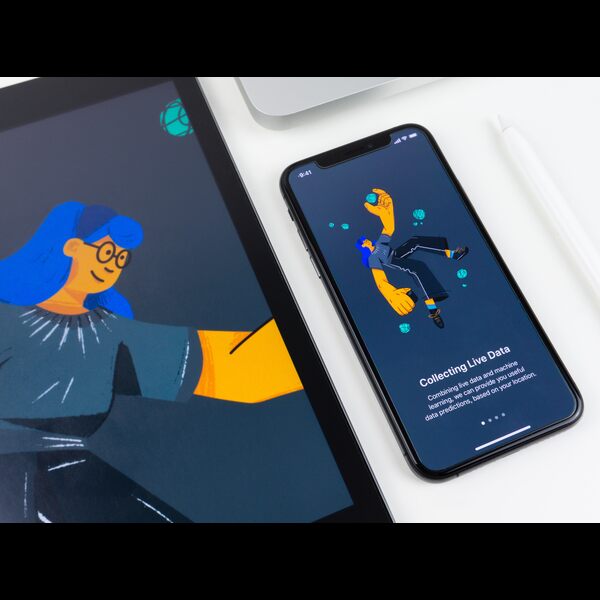 9:41
Collecting Live Data
Combining live data and machine
learning, we can provide you useful
data predictions, based on your location.